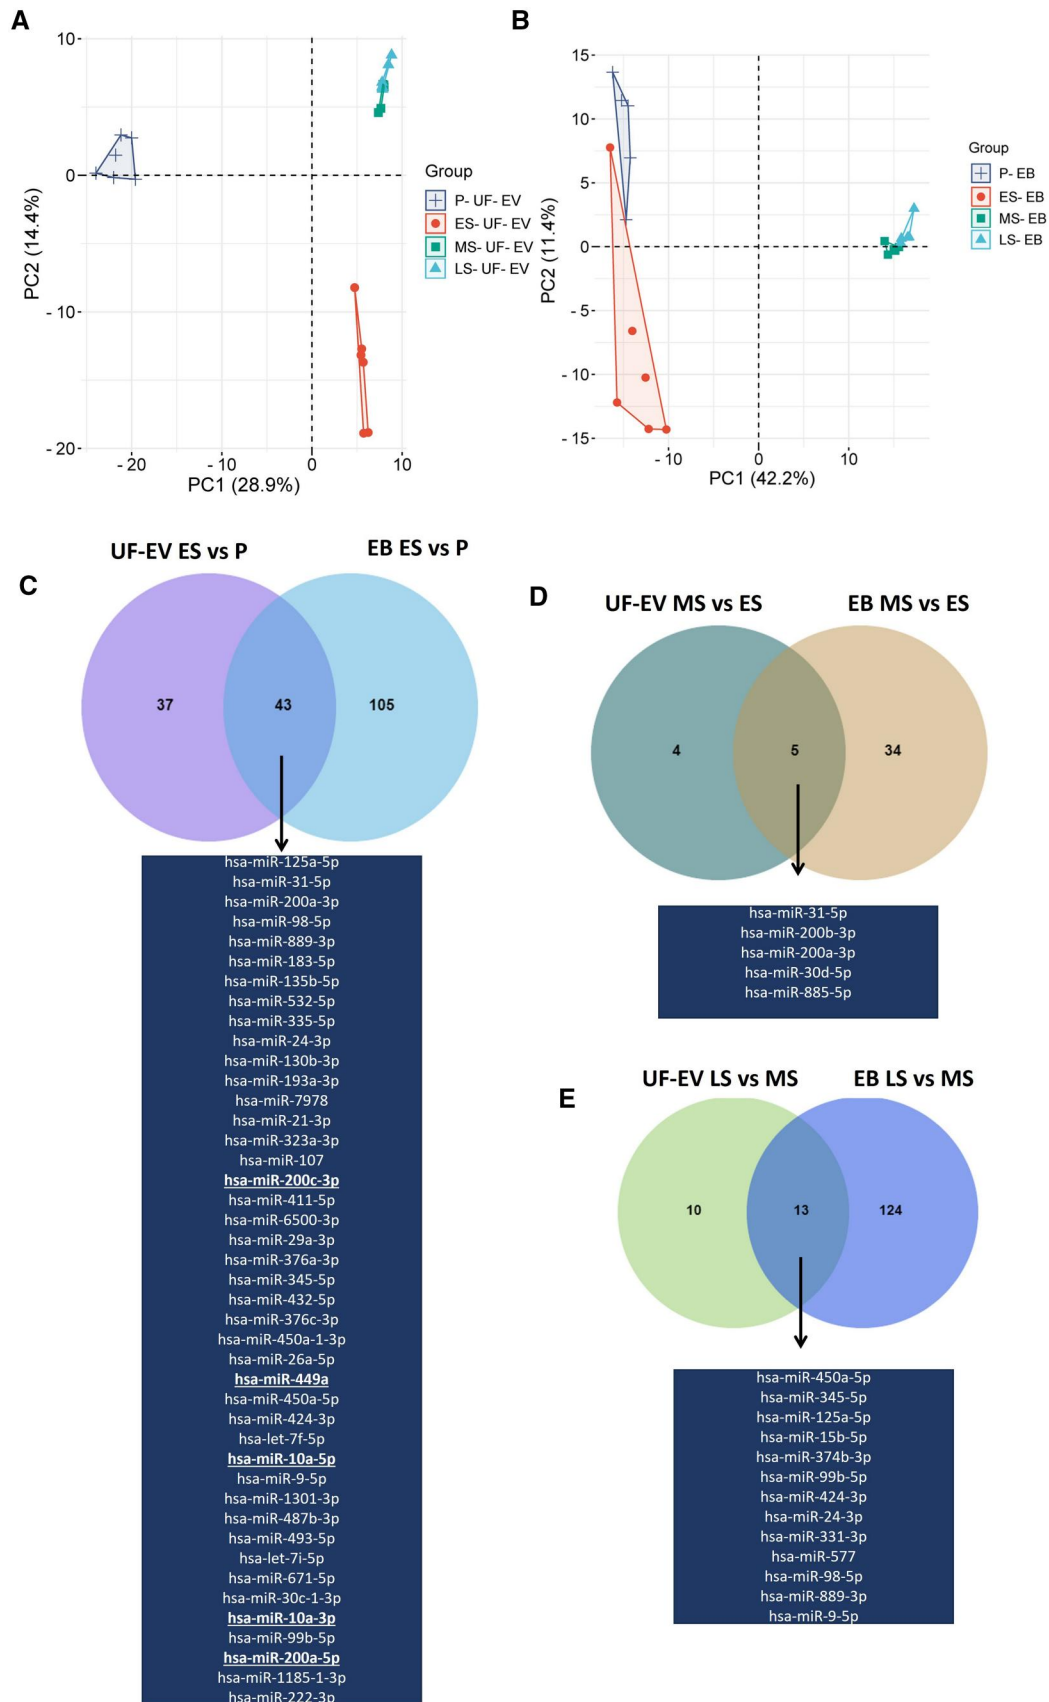 A
10
0
- 10
- 20
- 20
- 10
0
10
PC2 (14.4%)
PC1 (28.9%)
Group
P- UF- EV
ES- UF- EV
MS- UF- EV
LS- UF- EV
B
15
10
5
0
- 5
- 10
- 15
- 10
0
10
PC2 (11.4%)
PC1 (42.2%)
Group
P- EB
ES- EB
MS- EB
LS- EB
C
UF-EV ES vs P
EB ES vs P
37
43
105
hsa-miR-125a-5p
hsa-miR-31-5p
hsa-miR-200a-3p
hsa-miR-98-5p
hsa-miR-889-3p
hsa-miR-183-5p
hsa-miR-135b-5p
hsa-miR-532-5p
hsa-miR-335-5p
hsa-miR-24-3p
hsa-miR-130b-3p
hsa-miR-193a-3p
hsa-miR-7978
hsa-miR-21-3p
hsa-miR-323a-3p
hsa-miR-107
hsa-miR-200c-3p
hsa-miR-411-5p
hsa-miR-6500-3p
hsa-miR-29a-3p
hsa-miR-376a-3p
hsa-miR-345-5p
hsa-miR-432-5p
hsa-miR-376c-3p
hsa-miR-450a-1-3p
hsa-miR-26a-5p
hsa-miR-449a
hsa-miR-450a-5p
hsa-miR-424-3p
hsa-let-7f-5p
hsa-miR-10a-5p
hsa-miR-9-5p
hsa-miR-1301-3p
hsa-miR-487b-3p
hsa-miR-493-5p
hsa-let-7i-5p
hsa-miR-671-5p
hsa-miR-30c-1-3p
hsa-miR-10a-3p
hsa-miR-99b-5p
hsa-miR-200a-5p
hsa-miR-1185-1-3p
hsa-miR-222-3p
D
UF-EV MS vs ES
EB MS vs ES
4
5
34
hsa-miR-31-5p
hsa-miR-200b-3p
hsa-miR-200a-3p
hsa-miR-30d-5p
hsa-miR-885-5p
E
UF-EV LS vs MS
EB LS vs MS
10
13
124
hsa-miR-450a-5p
hsa-miR-345-5p
hsa-miR-125a-5p
hsa-miR-15b-5p
hsa-miR-374b-3p
hsa-miR-99b-5p
hsa-miR-424-3p
hsa-miR-24-3p
hsa-miR-331-3p
hsa-miR-577
hsa-miR-98-5p
hsa-miR-889-3p
hsa-miR-9-5p